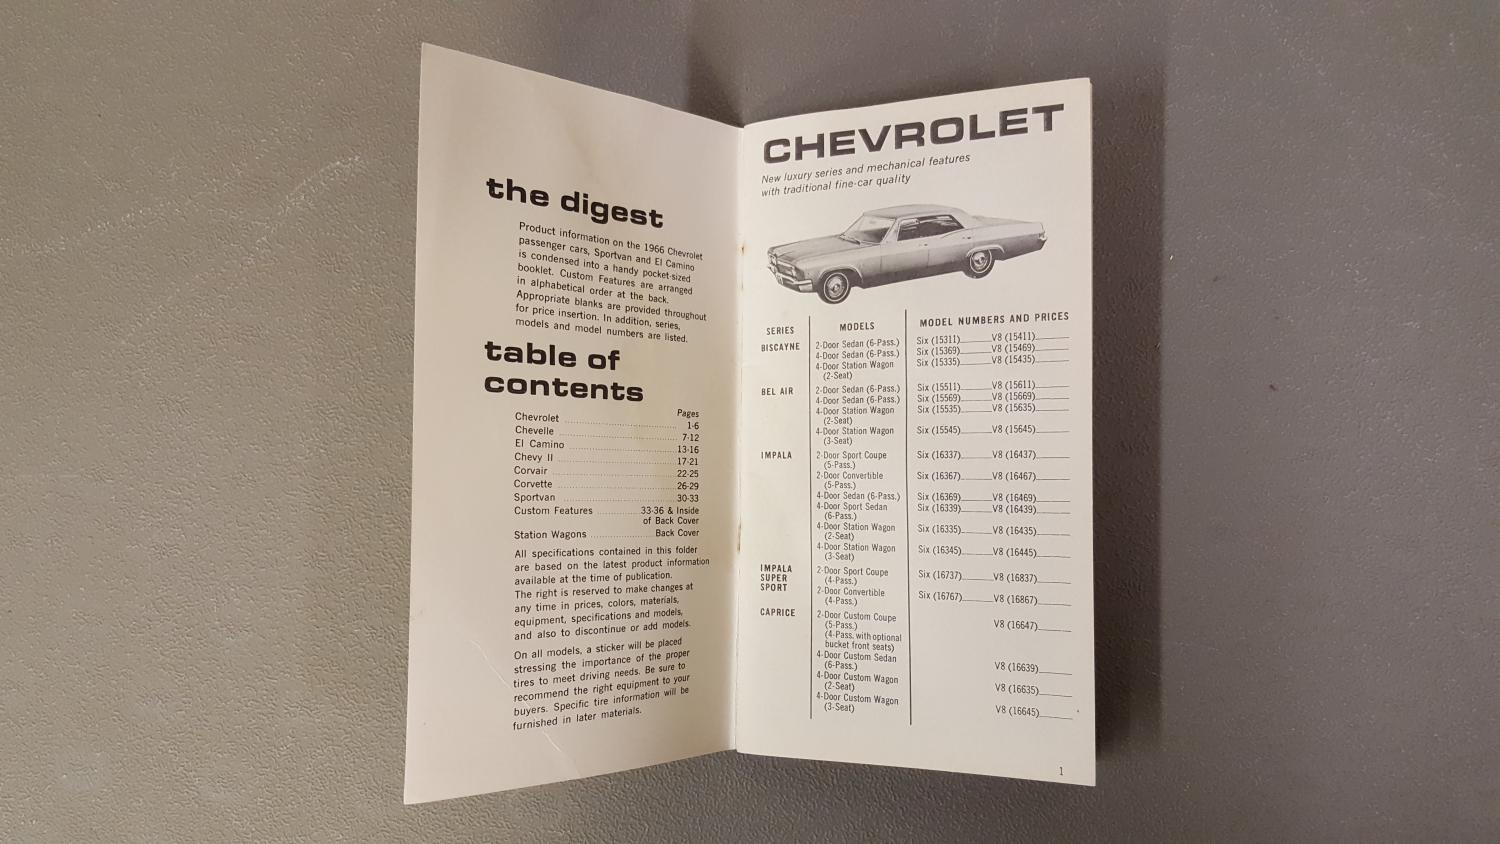 the digest
Product information on the 1966 Chevrolet
passenger cars, Sportvan and El Camino
is condensed into a handy pocket-sized
booklet. Custom Features are arranged
in alphabetical order at the back.
Appropriate blanks are provided throughout
for price insertion. In addition, series,
models and model numbers are listed.
table of
contents
Pages
Chevrolet 1-6
Chevelle 7-12
El Camino 13-16
Chevy II 17-21
Corvair 22-25
Corvette 26-29
Sportvan 30-33
Custom Features 33-36 & Inside
of Back Cover
Station Wagons Back Cover
All specifications contained in this folder
are based on the latest product information
available at the time of publication.
The right is reserved to make changes at
any time in prices, colors, materials,
equipment, specifications and models,
and also to discontinue or add models.
On all models, a sticker will be placed
stressing the importance of the proper
tires to meet driving needs. Be sure to
recommend the right equipment to your
buyers. Specific tire information will be
furnished in later materials.
CHEVROLET
New luxury series and mechanical features
with traditional fine-car quality
SERIES MODELS MODEL NUMBERS AND PRICES
BISCAYNE 2-Door Sedan (6-Pass.) Six (15311) V8 (15411)
4-Door Sedan (6-Pass.) Six (15369) V8 (15469)
4-Door Station Wagon Six (15335) V8 (15435)
(2-Seat)
BEL AIR 2-Door Sedan (6-Pass.) Six (15511) V8 (15611)
4-Door Sedan (6-Pass.) Six (15569) V8 (15669)
4-Door Station Wagon Six (15535) V8 (15635)
(2-Seat)
4-Door Station Wagon Six (15545) V8 (15645)
(3-Seat)
IMPALA 2-Door Sport Coupe Six (16337) V8 (16437)
(5-Pass.)
2-Door Convertible Six (16367) V8 (16467)
(5-Pass.)
4-Door Sedan (6-Pass.) Six (16369) V8 (16469)
4-Door Sport Sedan Six (16339) V8 (16439)
(6-Pass.)
4-Door Station Wagon Six (16335) V8 (16435)
(2-Seat)
4-Door Station Wagon Six (16345) V8 (16445)
(3-Seat)
IMPALA 2-Door Sport Coupe Six (16737) V8 (16837)
SUPER (4-Pass.)
SPORT 2-Door Convertible Six (16767) V8 (16867)
(4-Pass.)
CAPRICE 2-Door Custom Coupe V8 (16647)
(5-Pass.)
(4-Pass. with optional
bucket front seats)
4-Door Custom Sedan V8 (16639)
(6-Pass.)
4-Door Custom Wagon V8 (16635)
(2-Seat)
4-Door Custom Wagon V8 (16645)
(3-Seat)
1